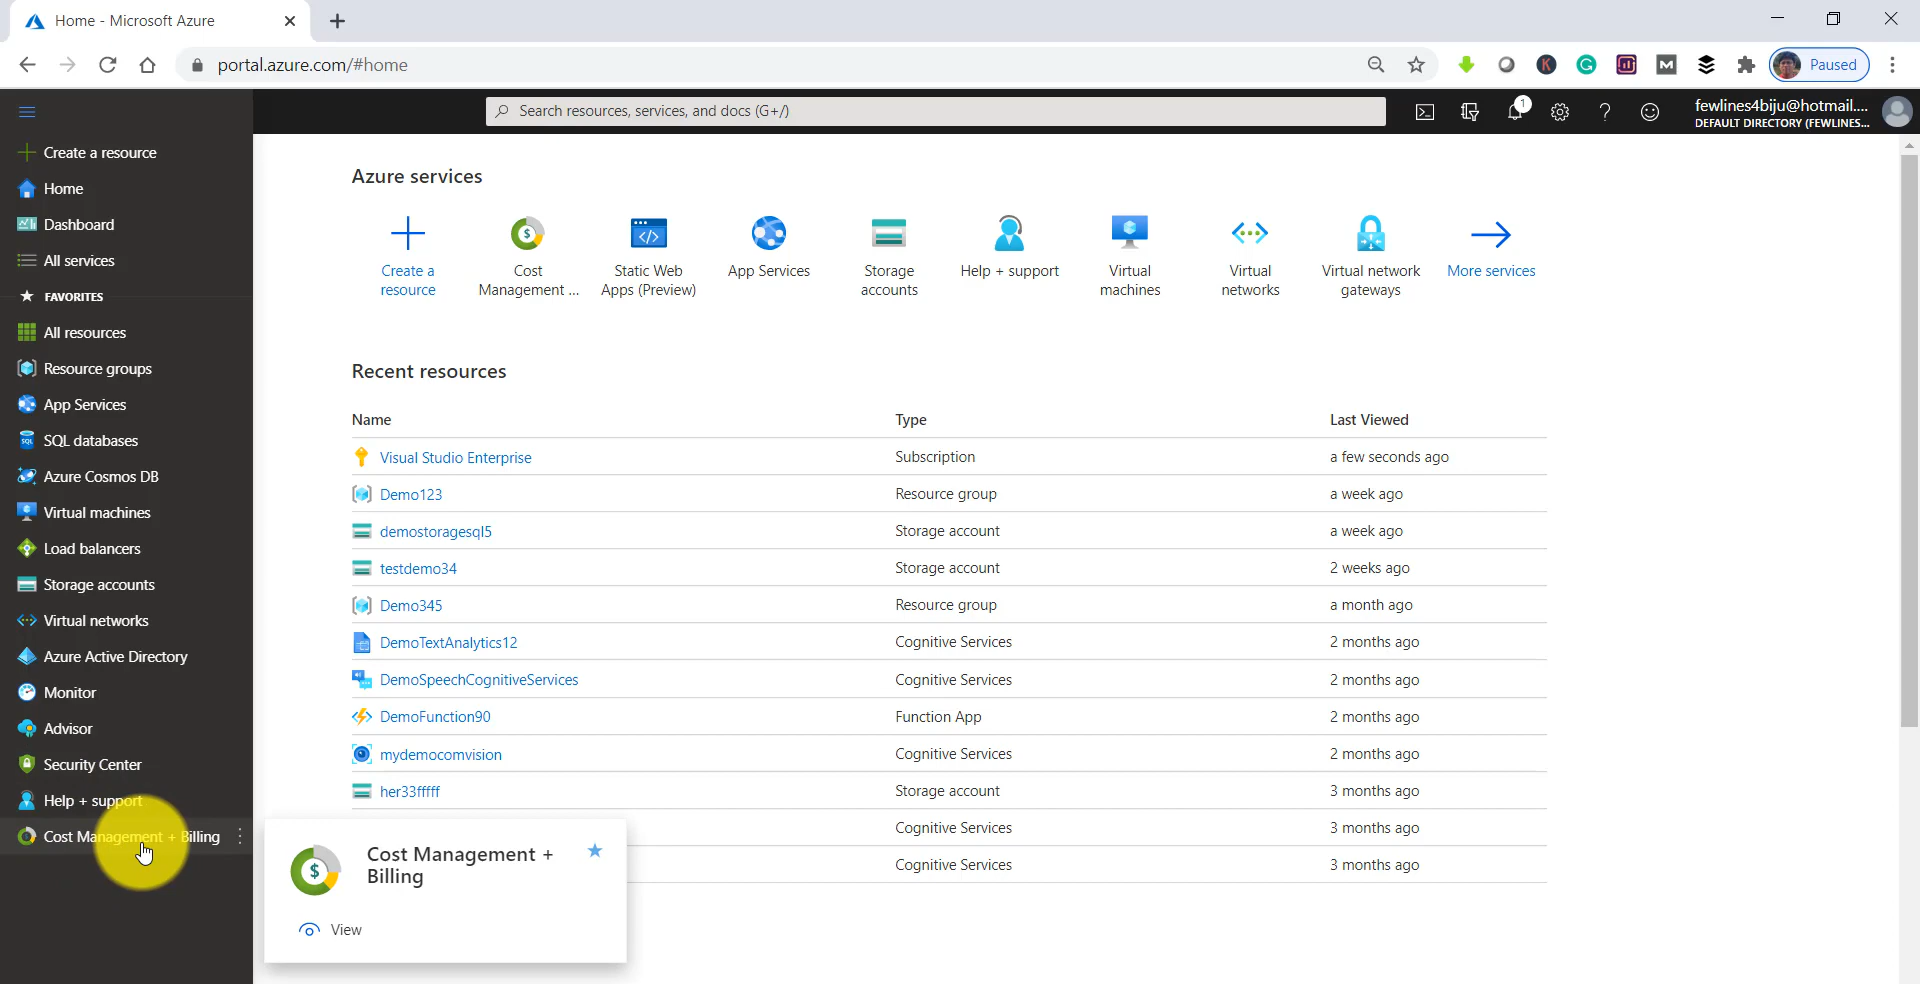 Home - Microsoft Azure
portal.azure.com/#home
Paused
Search resources, services, and docs (G+/)
1
fewlines4biju@hotmail....
DEFAULT DIRECTORY (FEWLINES...
Create a resource
Home
Dashboard
All services
FAVORITES
All resources
Resource groups
App Services
SQL databases
Azure Cosmos DB
Virtual machines
Load balancers
Storage accounts
Virtual networks
Azure Active Directory
Monitor
Advisor
Security Center
Help + support
Cost Management + Billing
Azure services
Create a
resource
Cost
Management ...
Static Web
Apps (Preview)
App Services
Storage
accounts
Help + support
Virtual
machines
Virtual
networks
Virtual network
gateways
More services
Recent resources
Name Type Last Viewed
Visual Studio Enterprise Subscription a few seconds ago
Demo123 Resource group a week ago
demostoragesql5 Storage account a week ago
testdemo34 Storage account 2 weeks ago
Demo345 Resource group a month ago
DemoTextAnalytics12 Cognitive Services 2 months ago
DemoSpeechCognitiveServices Cognitive Services 2 months ago
DemoFunction90 Function App 2 months ago
mydemocomvision Cognitive Services 2 months ago
her33fffff Storage account 3 months ago
Cognitive Services 3 months ago
Cognitive Services 3 months ago
Cost Management +
Billing
View